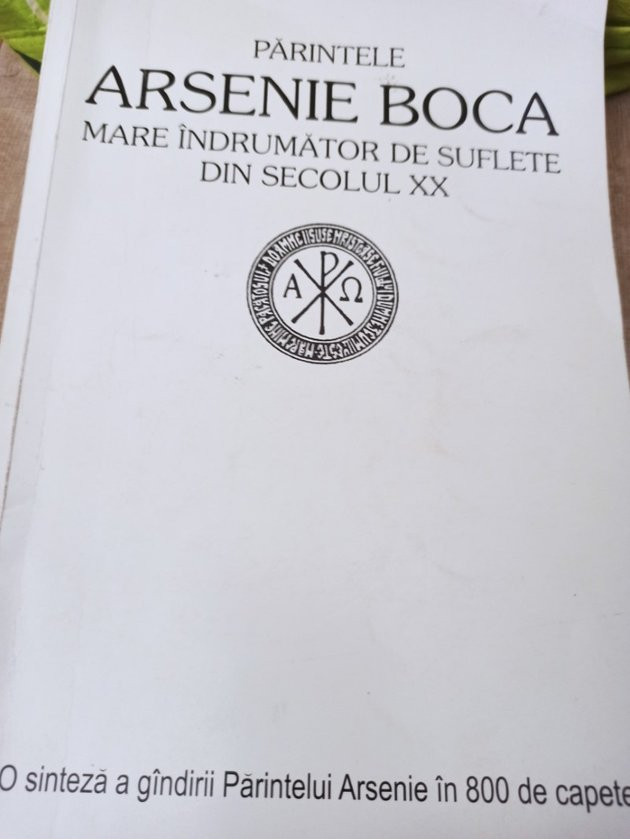 PĂRINTELE
ARSENIE BOCA
MARE ÎNDRUMĂTOR DE SUFLETE
DIN SECOLUL XX
Α Ω
O sinteză a gîndirii Părintelui Arsenie în 800 de capete